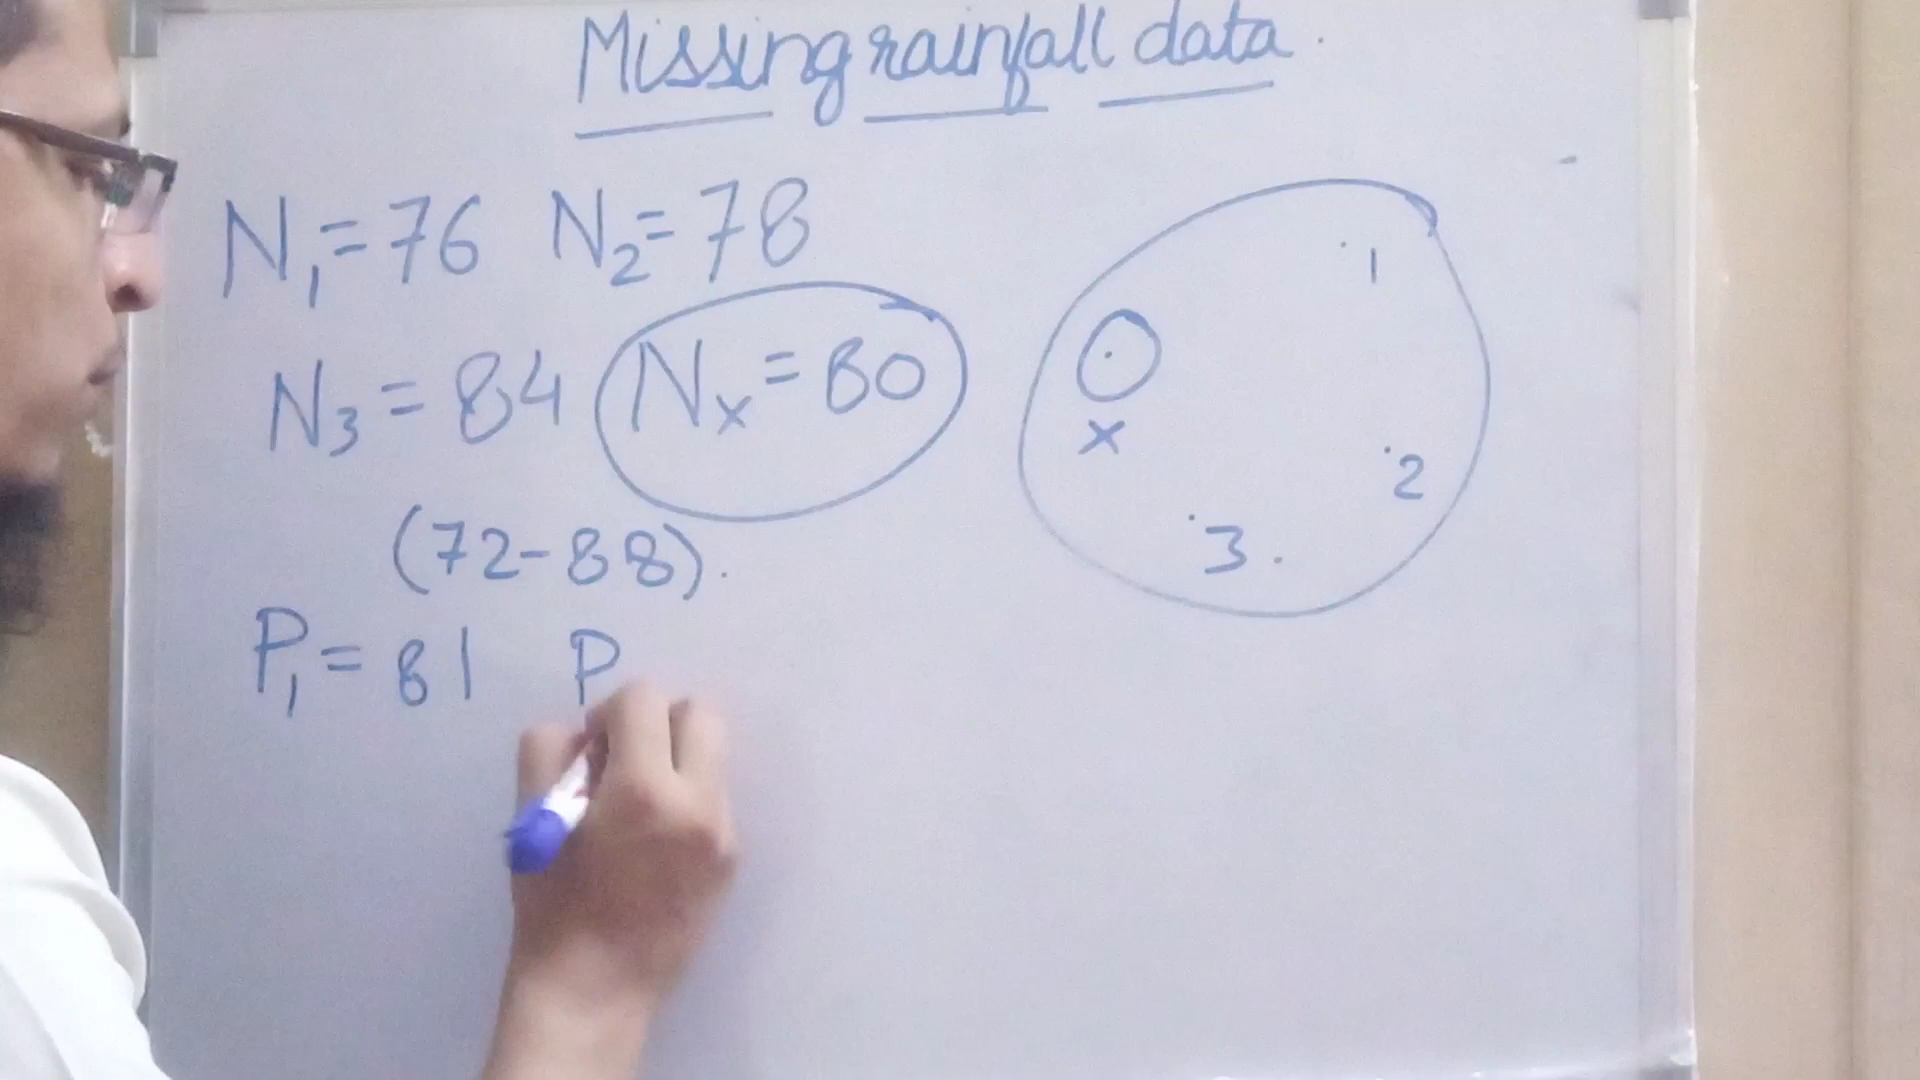 Missing rainfall data.
N₁ = 76 N₂ = 78
N₃ = 84 Nₓ = 80
(72-88).
P₁ = 81 P
1
x
2
3.